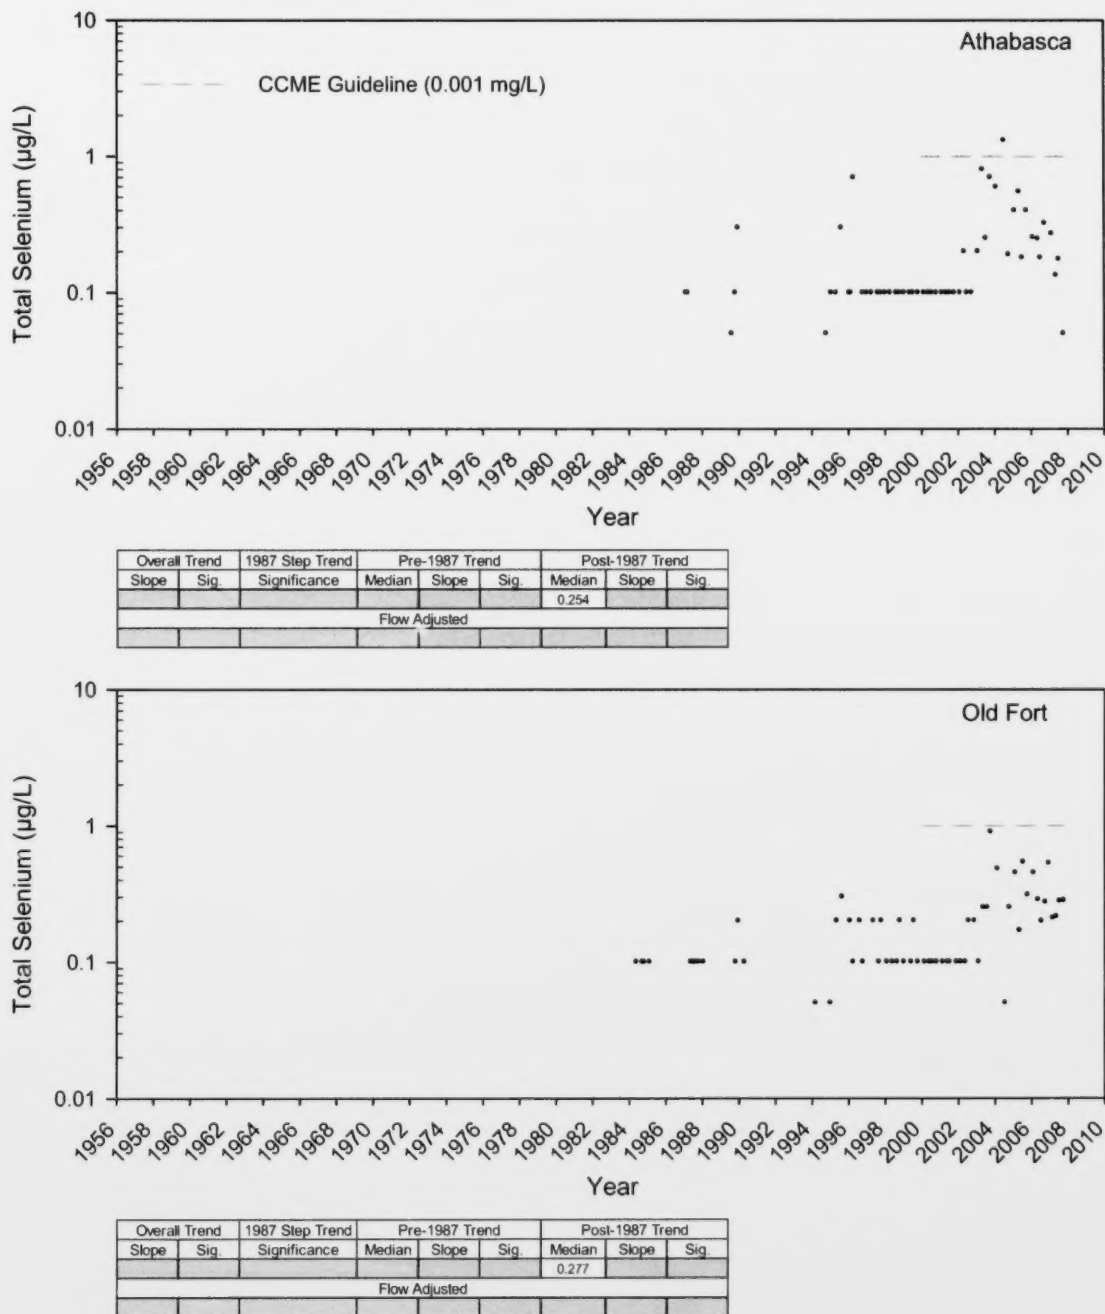 10
Athabasca
CCME Guideline (0.001 mg/L)
Total Selenium (µg/L)
1
0.1
0.01
1956 1958 1960 1962 1964 1966 1968 1970 1972 1974 1976 1978 1980 1982 1984 1986 1988 1990 1992 1994 1996 1998 2000 2002 2004 2006 2008 2010
Year
Overall Trend 1987 Step Trend Pre-1987 Trend Post-1987 Trend
Slope Sig. Significance Median Slope Sig. Median Slope Sig.
0.254
Flow Adjusted
10
Old Fort
Total Selenium (µg/L)
1
0.1
0.01
1956 1958 1960 1962 1964 1966 1968 1970 1972 1974 1976 1978 1980 1982 1984 1986 1988 1990 1992 1994 1996 1998 2000 2002 2004 2006 2008 2010
Year
Overall Trend 1987 Step Trend Pre-1987 Trend Post-1987 Trend
Slope Sig. Significance Median Slope Sig. Median Slope Sig.
0.277
Flow Adjusted